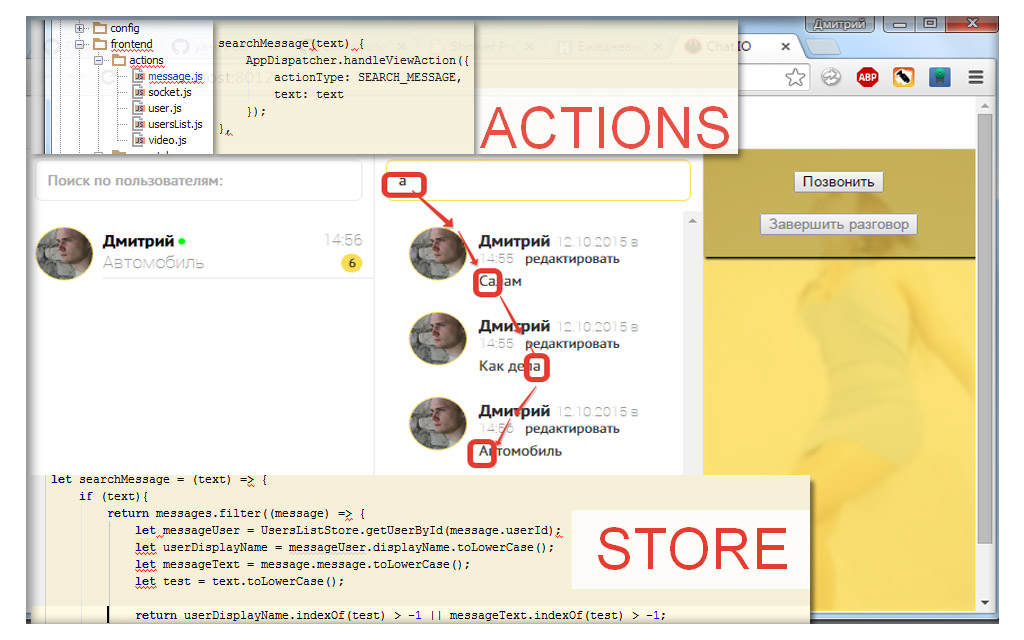 config
frontend
actions
message.js
socket.js
user.js
usersList.js
video.js
searchMessage(text) {
AppDispatcher.handleViewAction({
actionType: SEARCH_MESSAGE,
text: text
});
},
ACTIONS
Дмитрий
Chat IO
ABP
Поиск по пользователям:
Дмитрий
14:56
Автомобиль
6
а
Дмитрий 12.10.2015 в
14:55 редактировать
Салам
Дмитрий 12.10.2015 в
14:55 редактировать
Как дела
Дмитрий 12.10.2015 в
14:56 редактировать
Автомобиль
Позвонить
Завершить разговор
let searchMessage = (text) => {
if (text){
return messages.filter((message) => {
let messageUser = UsersListStore.getUserById(message.userId);
let userDisplayName = messageUser.displayName.toLowerCase();
let messageText = message.message.toLowerCase();
let test = text.toLowerCase();
return userDisplayName.indexOf(test) > -1 || messageText.indexOf(test) > -1;
STORE